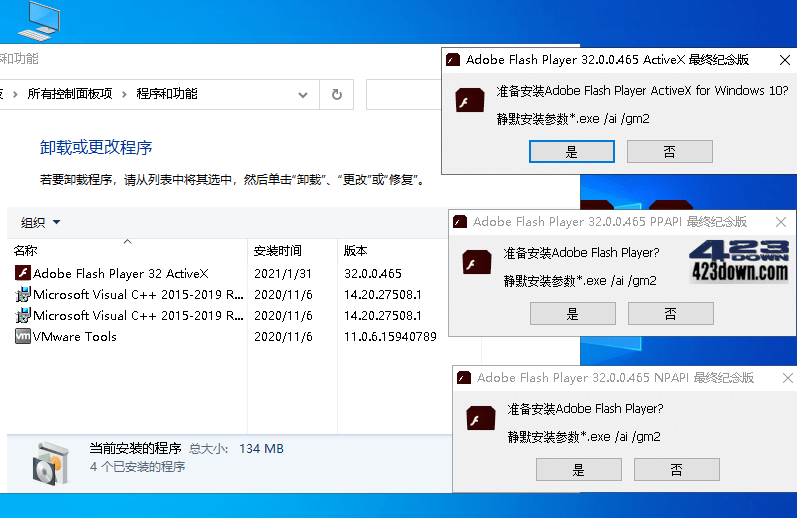 和功能
所有控制面板项 › 程序和功能
卸载或更改程序
若要卸载程序，请从列表中将其选中，然后单击“卸载”、“更改”或“修复”。
组织
名称 安装时间 版本
Adobe Flash Player 32 ActiveX 2021/1/31 32.0.0.465
Microsoft Visual C++ 2015-2019 R... 2020/11/6 14.20.27508.1
Microsoft Visual C++ 2015-2019 R... 2020/11/6 14.20.27508.1
VMware Tools 2020/11/6 11.0.6.15940789
当前安装的程序 总大小: 134 MB
4 个已安装的程序
Adobe Flash Player 32.0.0.465 ActiveX 最终纪念版
准备安装Adobe Flash Player ActiveX for Windows 10?
静默安装参数*.exe /ai /gm2
是 否
Adobe Flash Player 32.0.0.465 PPAPI 最终纪念版
准备安装Adobe Flash Player?
静默安装参数*.exe /ai /gm2
是 否
423
DOWN
423down.com
Adobe Flash Player 32.0.0.465 NPAPI 最终纪念版
准备安装Adobe Flash Player?
静默安装参数*.exe /ai /gm2
是 否